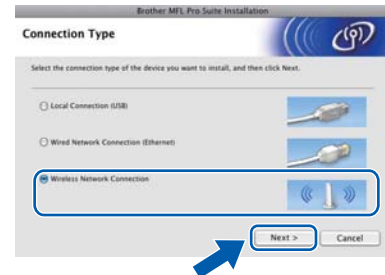 Brother MFL Pro Suite Installation
Connection Type
Select the connection type of the device you want to install, and then click Next.
Local Connection (USB)
Wired Network Connection (Ethernet)
Wireless Network Connection
Next >
Cancel